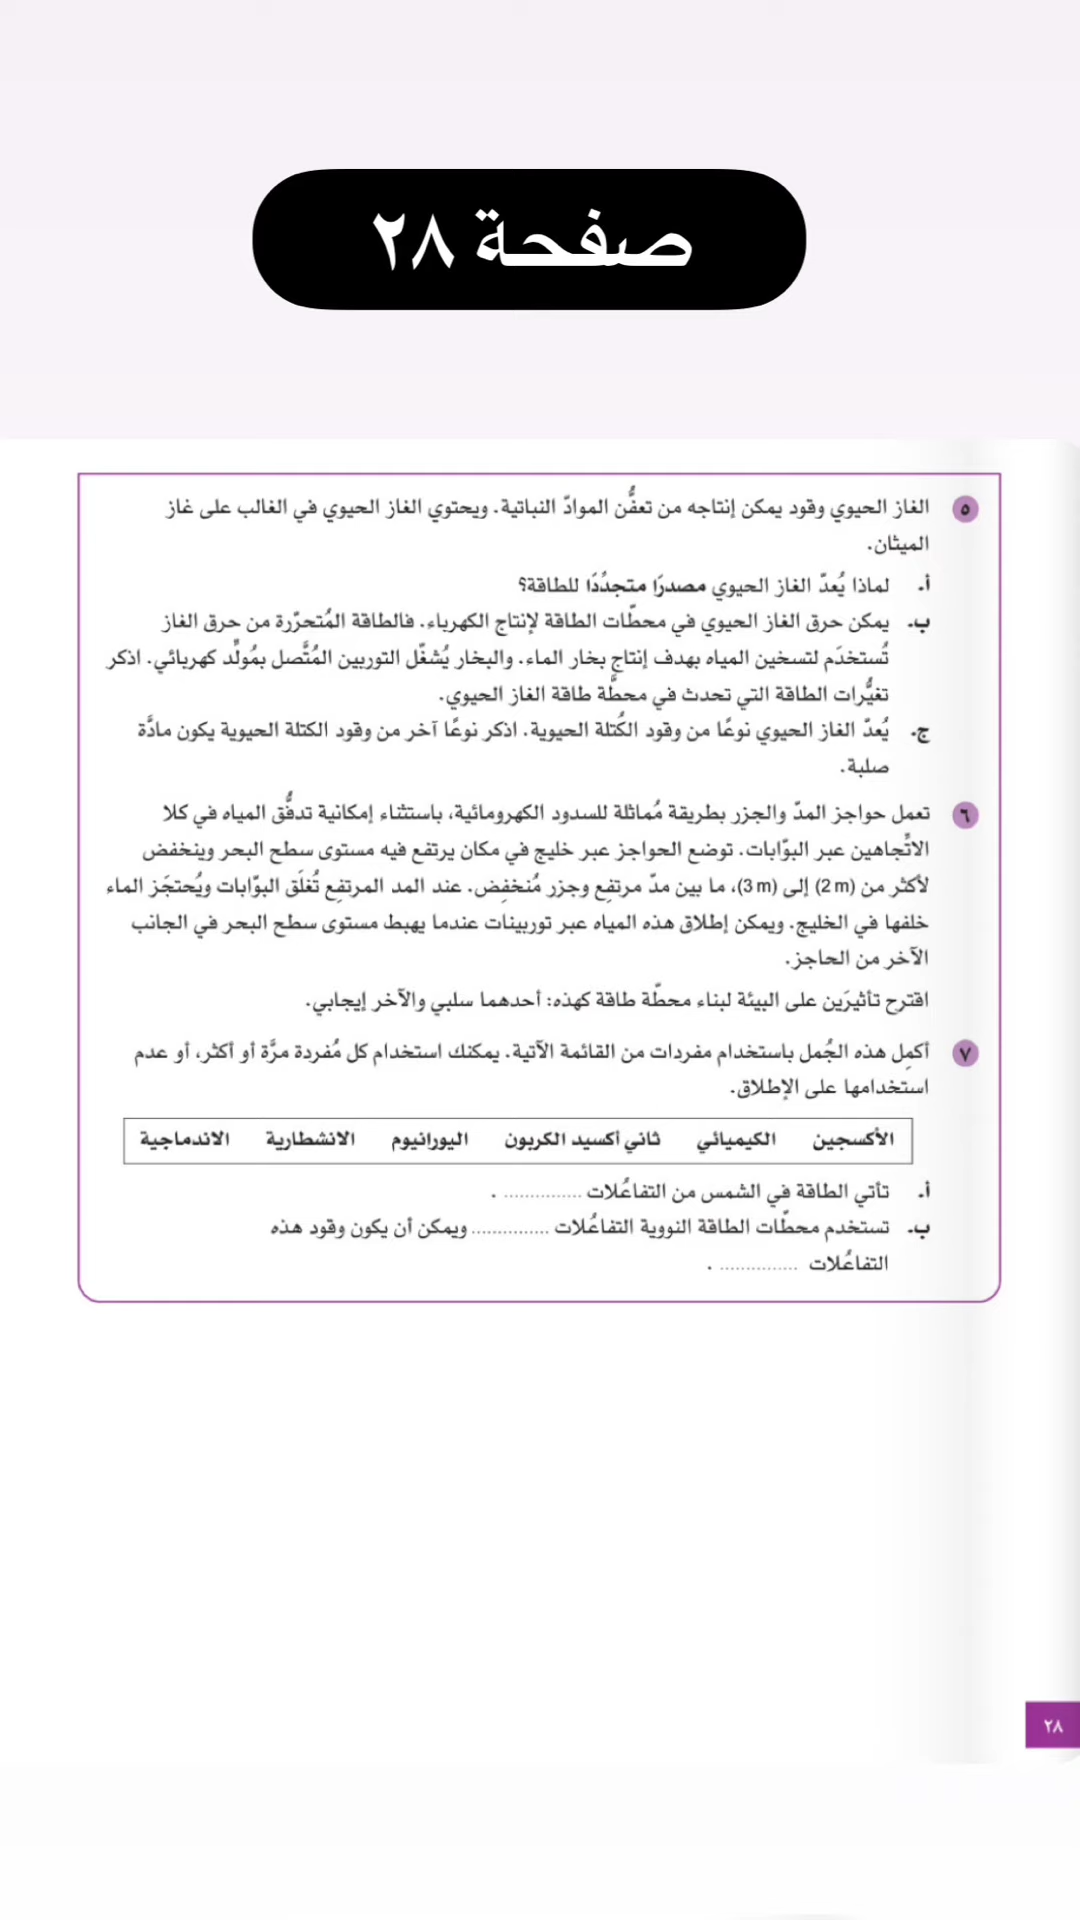 صفحة ٢٨
٥ الغاز الحيوي وقود يمكن إنتاجه من تعفُّن الموادّ النباتية. ويحتوي الغاز الحيوي في الغالب على غاز
الميثان.
أ. لماذا يُعدّ الغاز الحيوي مصدرًا متجدِّدًا للطاقة؟
ب. يمكن حرق الغاز الحيوي في محطّات الطاقة لإنتاج الكهرباء. فالطاقة المُتحرّرة من حرق الغاز
تُستخدَم لتسخين المياه بهدف إنتاج بخار الماء. والبخار يُشغّل التوربين المُتَّصل بمُولِّد كهربائي. اذكر
تغيُّرات الطاقة التي تحدث في محطَّة طاقة الغاز الحيوي.
ج. يُعدّ الغاز الحيوي نوعًا من وقود الكُتلة الحيوية. اذكر نوعًا آخر من وقود الكتلة الحيوية يكون مادَّة
صلبة.
٦ تعمل حواجز المدّ والجزر بطريقة مُماثلة للسدود الكهرومائية، باستثناء إمكانية تدفُّق المياه في كلا
الاتِّجاهين عبر البوّابات. توضع الحواجز عبر خليج في مكان يرتفع فيه مستوى سطح البحر وينخفض
لأكثر من (2 m) إلى (3 m)، ما بين مدّ مرتفِع وجزر مُنخفِض. عند المد المرتفِع تُغلَق البوّابات ويُحتجَز الماء
خلفها في الخليج. ويمكن إطلاق هذه المياه عبر توربينات عندما يهبط مستوى سطح البحر في الجانب
الآخر من الحاجز.
اقترح تأثيرَين على البيئة لبناء محطّة طاقة كهذه: أحدهما سلبي والآخر إيجابي.
٧ أكمِل هذه الجُمل باستخدام مفردات من القائمة الآتية. يمكنك استخدام كل مُفردة مرَّة أو أكثر، أو عدم
استخدامها على الإطلاق.
الأكسجين الكيميائي ثاني أكسيد الكربون اليورانيوم الانشطارية الاندماجية
أ. تأتي الطاقة في الشمس من التفاعُلات ............... .
ب. تستخدم محطّات الطاقة النووية التفاعُلات ............... ويمكن أن يكون وقود هذه
التفاعُلات ............... .
٢٨